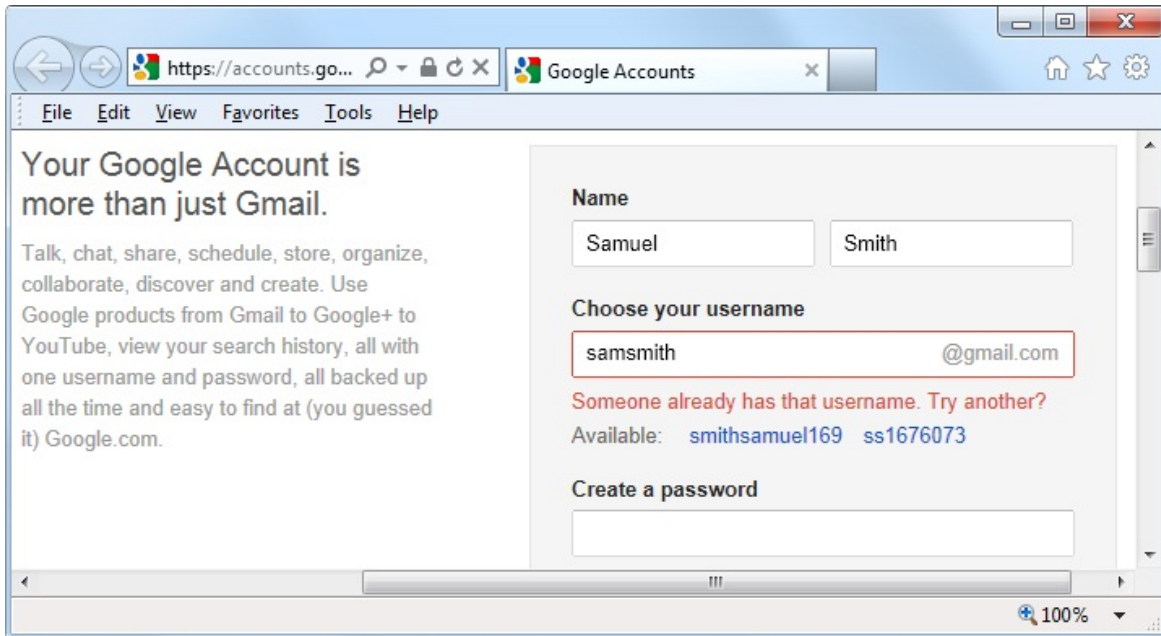 https://accounts.go...
Google Accounts
File Edit View Favorites Tools Help
Your Google Account is
more than just Gmail.
Talk, chat, share, schedule, store, organize,
collaborate, discover and create. Use
Google products from Gmail to Google+ to
YouTube, view your search history, all with
one username and password, all backed up
all the time and easy to find at (you guessed
it) Google.com.
Name
Samuel Smith
Choose your username
samsmith @gmail.com
Someone already has that username. Try another?
Available: smithsamuel169 ss1676073
Create a password
100%